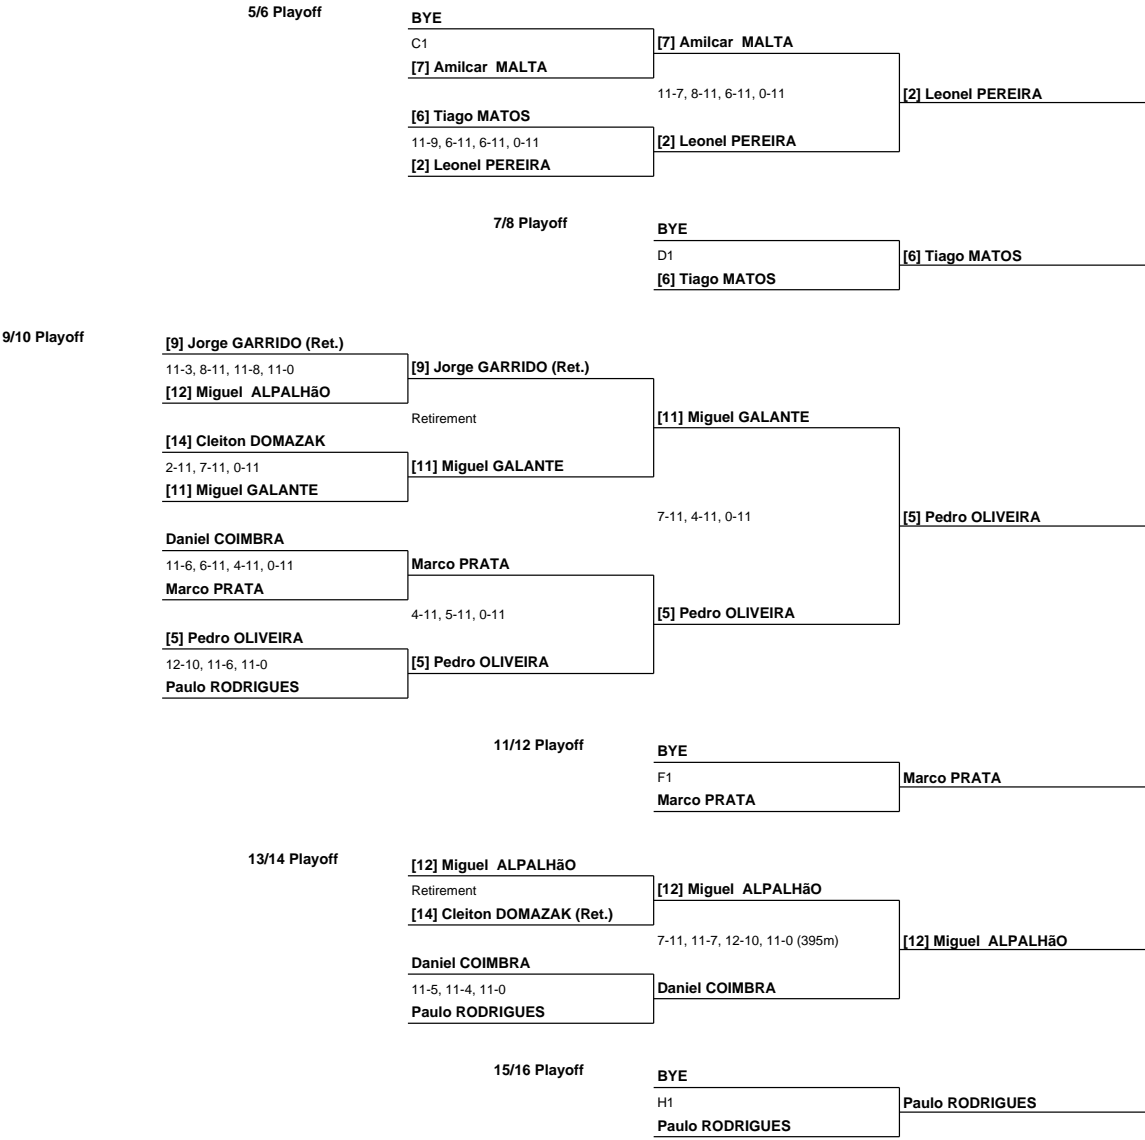 5/6 Playoff
BYE
C1
[7] Amilcar MALTA
[7] Amilcar MALTA
11-7, 8-11, 6-11, 0-11
[2] Leonel PEREIRA
[6] Tiago MATOS
11-9, 6-11, 6-11, 0-11
[2] Leonel PEREIRA
[2] Leonel PEREIRA
7/8 Playoff
BYE
D1
[6] Tiago MATOS
[6] Tiago MATOS
9/10 Playoff
[9] Jorge GARRIDO (Ret.)
11-3, 8-11, 11-8, 11-0
[9] Jorge GARRIDO (Ret.)
[12] Miguel ALPALHãO
Retirement
[11] Miguel GALANTE
[14] Cleiton DOMAZAK
2-11, 7-11, 0-11
[11] Miguel GALANTE
[11] Miguel GALANTE
7-11, 4-11, 0-11
[5] Pedro OLIVEIRA
Daniel COIMBRA
11-6, 6-11, 4-11, 0-11
Marco PRATA
Marco PRATA
4-11, 5-11, 0-11
[5] Pedro OLIVEIRA
[5] Pedro OLIVEIRA
12-10, 11-6, 11-0
[5] Pedro OLIVEIRA
Paulo RODRIGUES
11/12 Playoff
BYE
F1
Marco PRATA
Marco PRATA
13/14 Playoff
[12] Miguel ALPALHãO
Retirement
[12] Miguel ALPALHãO
[14] Cleiton DOMAZAK (Ret.)
7-11, 11-7, 12-10, 11-0 (395m)
[12] Miguel ALPALHãO
Daniel COIMBRA
11-5, 11-4, 11-0
Daniel COIMBRA
Paulo RODRIGUES
15/16 Playoff
BYE
H1
Paulo RODRIGUES
Paulo RODRIGUES